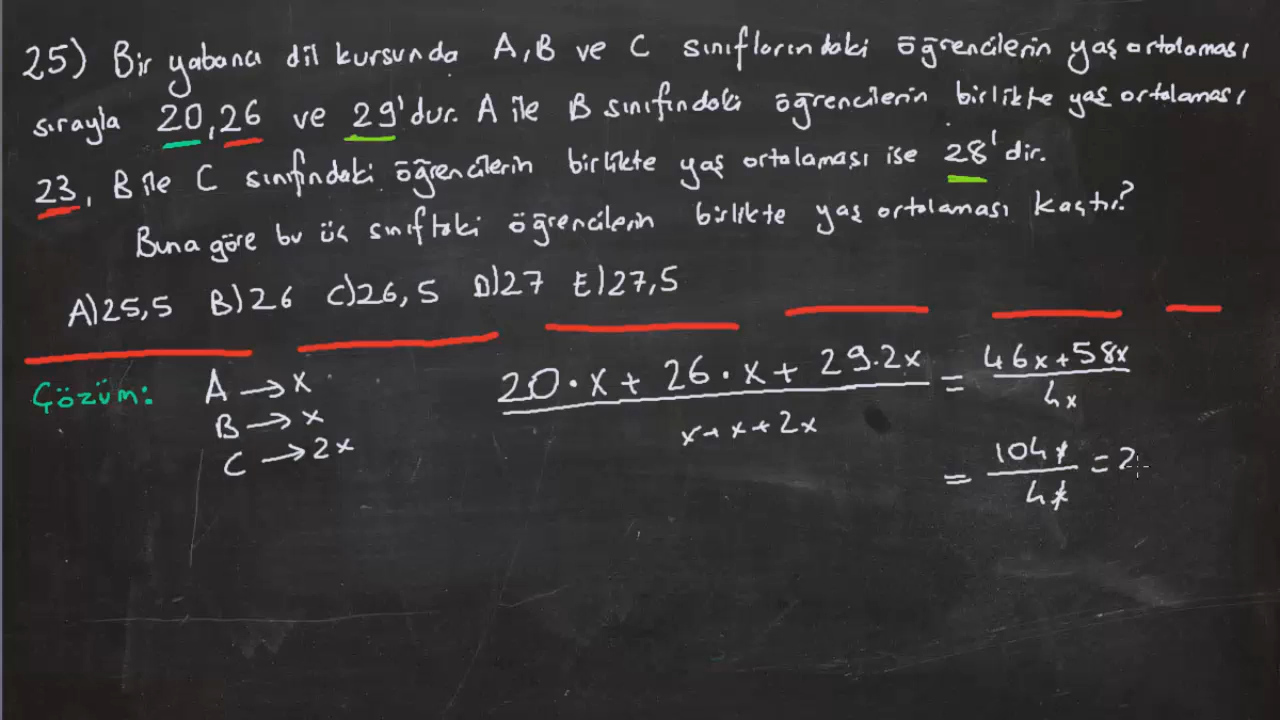 25) Bir yabancı dil kursunda A, B ve C sınıflarındaki öğrencilerin yaş ortalaması
sırayla 20, 26 ve 29'dur. A ile B sınıfındaki öğrencilerin birlikte yaş ortalaması
23, B ile C sınıfındaki öğrencilerin birlikte yaş ortalaması ise 28'dir.
Buna göre bu üç sınıftaki öğrencilerin birlikte yaş ortalaması kaçtır?
A)25,5 B)26 C)26,5 D)27 E)27,5
Çözüm:
A → x
B → x
C → 2x
20·x + 26·x + 29.2x = 46x + 58x
x + x + 2x 4x
= 104x = 2
4x